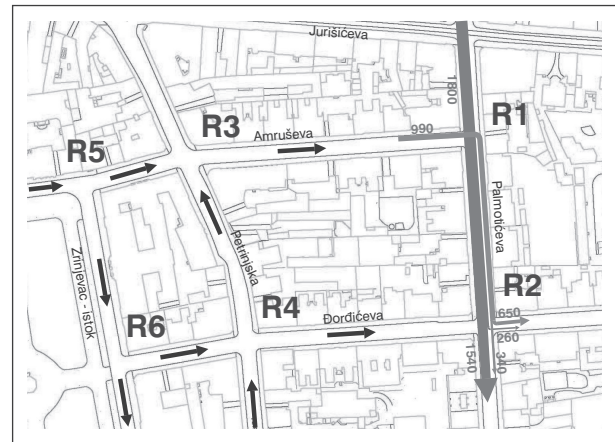 Jurišićeva
1800
R3
R1
Amruševa
990
R5
Palmotićeva
Petrinjska
Zrinjevac - istok
R4
R2
R6
Đorđićeva
650
260
1540
340